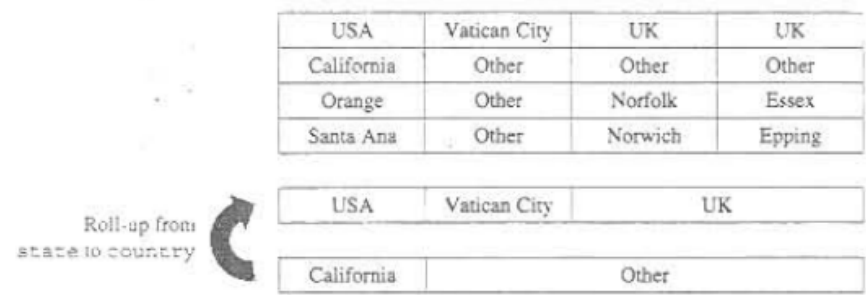 USA Vatican City UK UK
California Other Other Other
Orange Other Norfolk Essex
Santa Ana Other Norwich Epping
USA Vatican City UK
Roll-up from
state to country
California Other